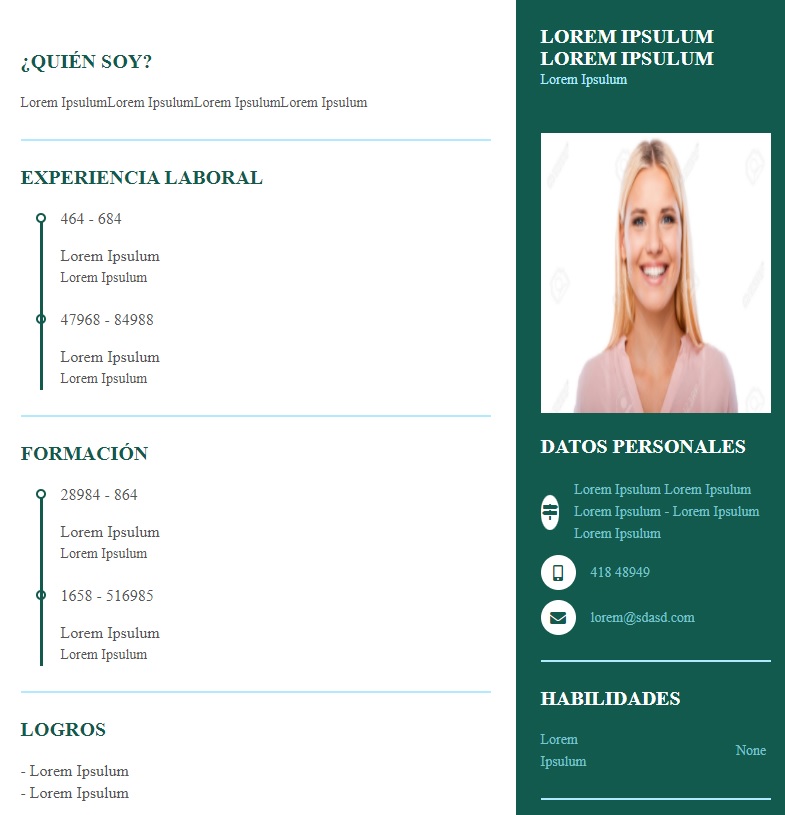 ¿QUIÉN SOY?
Lorem IpsulumLorem IpsulumLorem IpsulumLorem Ipsulum
EXPERIENCIA LABORAL
464 - 684
Lorem Ipsulum
Lorem Ipsulum
47968 - 84988
Lorem Ipsulum
Lorem Ipsulum
FORMACIÓN
28984 - 864
Lorem Ipsulum
Lorem Ipsulum
1658 - 516985
Lorem Ipsulum
Lorem Ipsulum
LOGROS
- Lorem Ipsulum
- Lorem Ipsulum
LOREM IPSULUM
LOREM IPSULUM
Lorem Ipsulum
DATOS PERSONALES
Lorem Ipsulum Lorem Ipsulum
Lorem Ipsulum - Lorem Ipsulum
Lorem Ipsulum
418 48949
lorem@sdasd.com
HABILIDADES
Lorem
Ipsulum
None